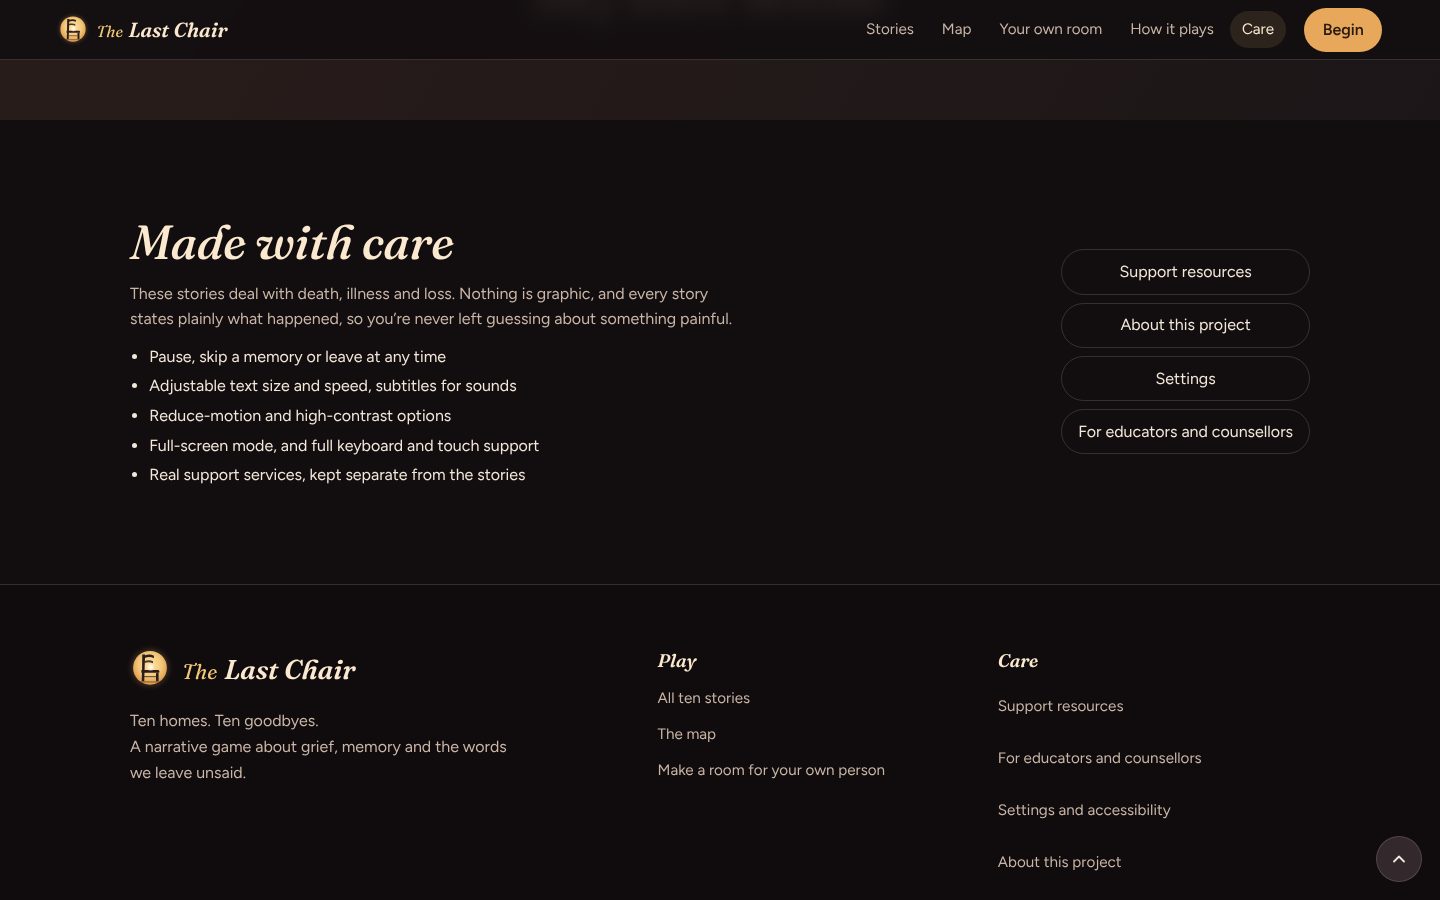 The Last Chair
Stories
Map
Your own room
How it plays
Care
Begin
Made with care
These stories deal with death, illness and loss. Nothing is graphic, and every story
states plainly what happened, so you’re never left guessing about something painful.
• Pause, skip a memory or leave at any time
• Adjustable text size and speed, subtitles for sounds
• Reduce-motion and high-contrast options
• Full-screen mode, and full keyboard and touch support
• Real support services, kept separate from the stories
Support resources
About this project
Settings
For educators and counsellors
The Last Chair
Ten homes. Ten goodbyes.
A narrative game about grief, memory and the words
we leave unsaid.
Play
All ten stories
The map
Make a room for your own person
Care
Support resources
For educators and counsellors
Settings and accessibility
About this project